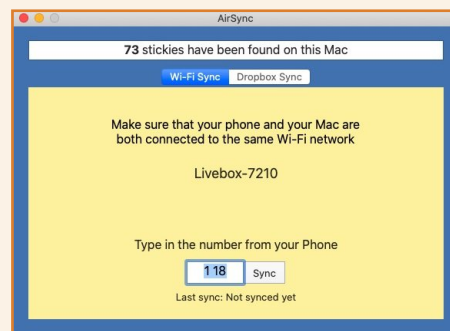 AirSync
73 stickies have been found on this Mac
Wi-Fi Sync Dropbox Sync
Make sure that your phone and your Mac are
both connected to the same Wi-Fi network
Livebox-7210
Type in the number from your Phone
1 18 Sync
Last sync: Not synced yet